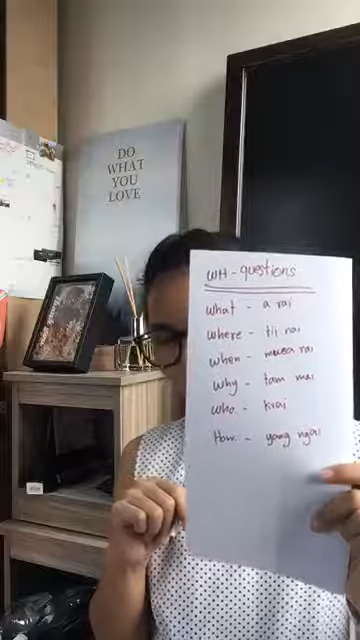 DO
WHAT
YOU
LOVE
WH-questions
what - a rai
where - tii nai
when - muea rai
why - tam mai
who - krai
How - yang ngai